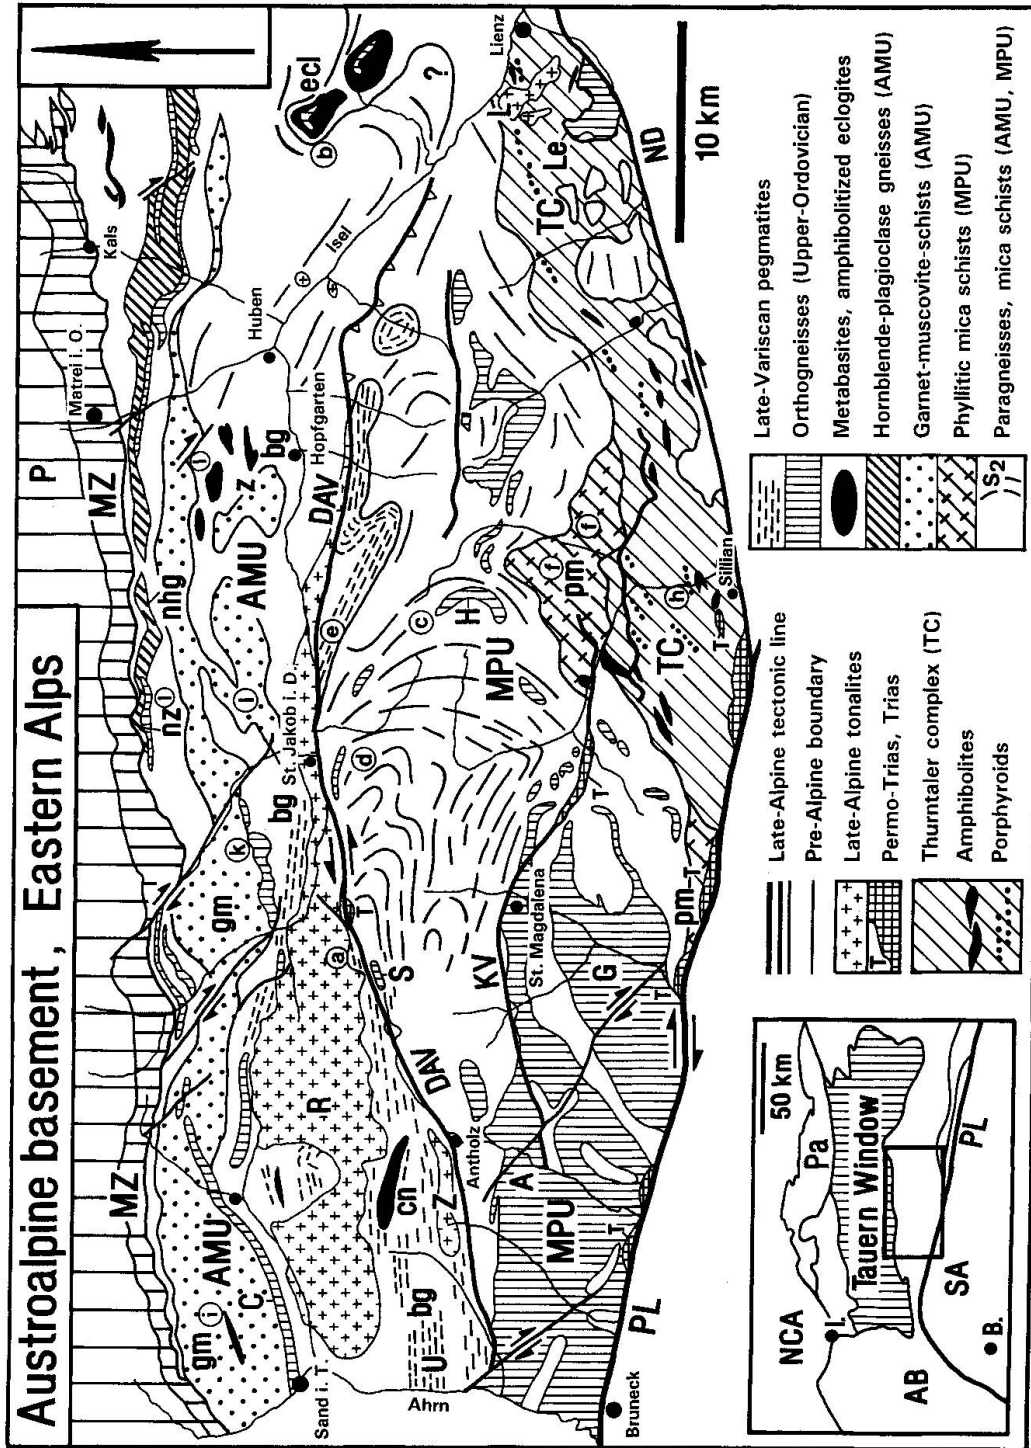 Austroalpine basement, Eastern Alps
P
Matrei i. O.
Kals
MZ
MZ
nz
i
nhg
i
Huben
Isel
b
ecl
?
AMU
z
bg
Hopfgarten
l
gm
k
gm
i
AMU
C
Sand i. T.
St. Jakob i. D.
bg
DAV
e
R
a
T
d
S
c
H
MPU
cn
bg
U
Ahrn
Z
DAV
Antholz
KV
St. Magdalena
f
f
pm
TC
h
T
Sillian
TC
Le
L
Lienz
ND
10 km
A
G
MPU
T
T
T
pm
T
PL
Bruneck
NCA
Pa
50 km
Tauern Window
I.
AB
SA
PL
B.
Late-Alpine tectonic line
Pre-Alpine boundary
Late-Alpine tonalites
T
Permo-Trias, Trias
Thurntaler complex (TC)
Amphibolites
Porphyroids
Late-Variscan pegmatites
Orthogneisses (Upper-Ordovician)
Metabasites, amphibolitized eclogites
Hornblende-plagioclase gneisses (AMU)
Garnet-muscovite-schists (AMU)
Phyllitic mica schists (MPU)
S2
Paragneisses, mica schists (AMU, MPU)